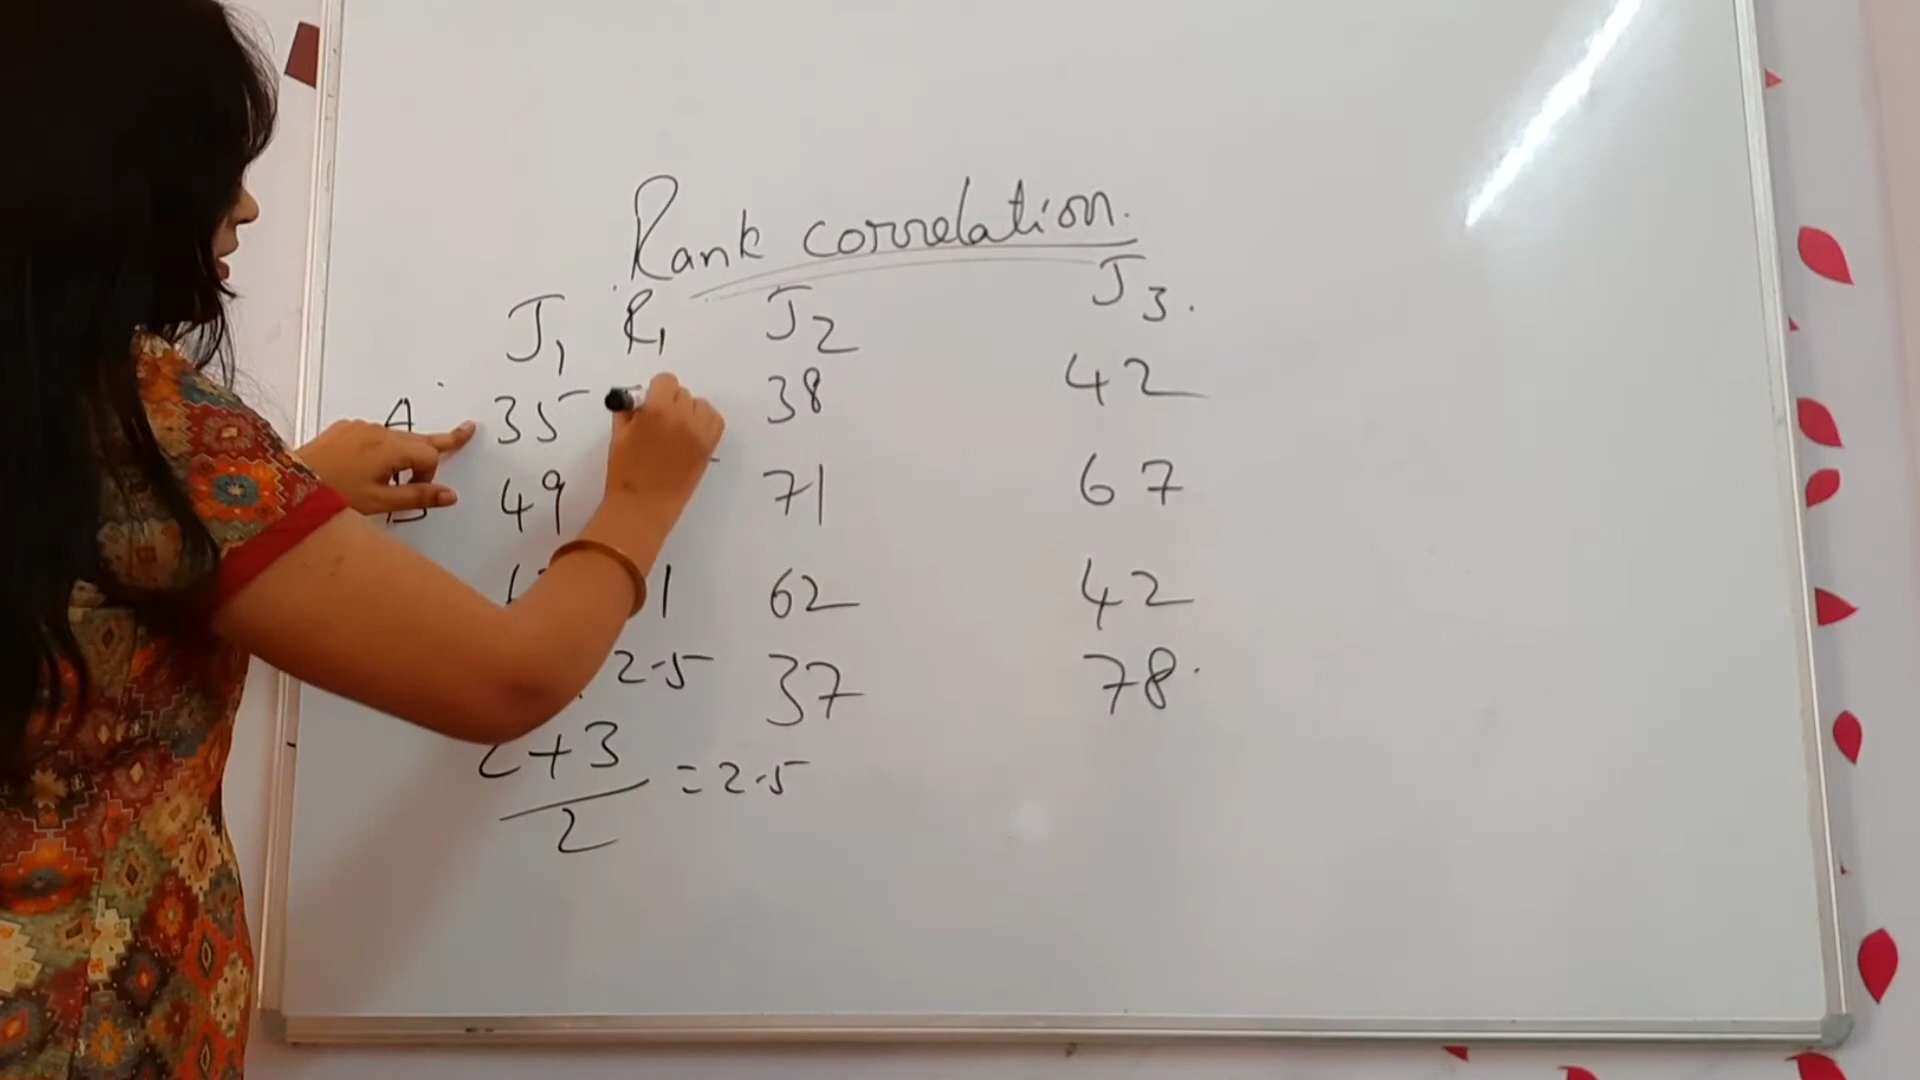 Rank correlation.
J1 R1 J2 J3.
A 35 38 42
B 49 71 67
1 62 42
2.5 37 78.
2+3
= 2.5
2